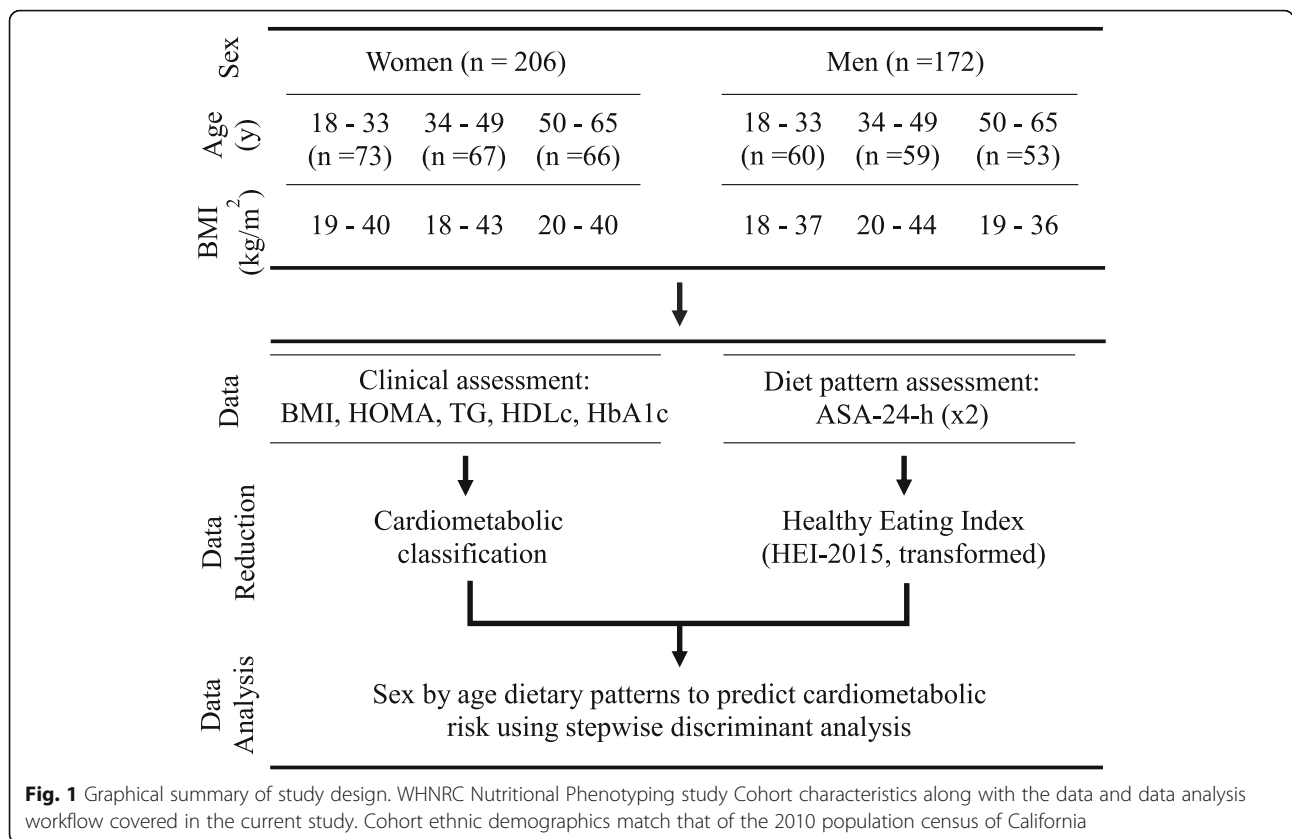 Sex
Women (n = 206) Men (n =172)
Age
(y)
18 - 33 34 - 49 50 - 65 18 - 33 34 - 49 50 - 65
(n =73) (n =67) (n =66) (n =60) (n =59) (n =53)
BMI
(kg/m²)
19 - 40 18 - 43 20 - 40 18 - 37 20 - 44 19 - 36
Data
Clinical assessment:
BMI, HOMA, TG, HDLc, HbA1c
Diet pattern assessment:
ASA-24-h (x2)
Data
Reduction
Cardiometabolic
classification
Healthy Eating Index
(HEI-2015, transformed)
Data
Analysis
Sex by age dietary patterns to predict cardiometabolic
risk using stepwise discriminant analysis
Fig. 1 Graphical summary of study design. WHNRC Nutritional Phenotyping study Cohort characteristics along with the data and data analysis
workflow covered in the current study. Cohort ethnic demographics match that of the 2010 population census of California